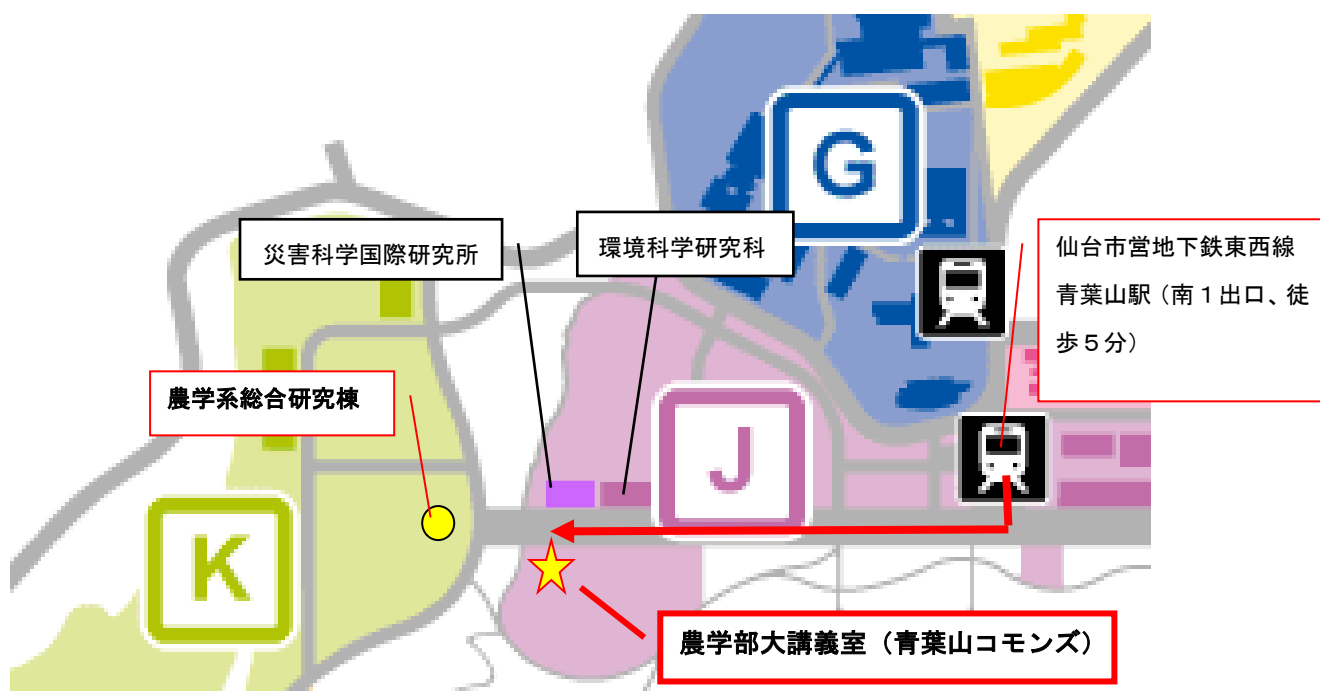 G
災害科学国際研究所
環境科学研究科
仙台市営地下鉄東西線
青葉山駅（南１出口、徒
歩５分）
農学系総合研究棟
J
K
農学部大講義室（青葉山コモンズ）